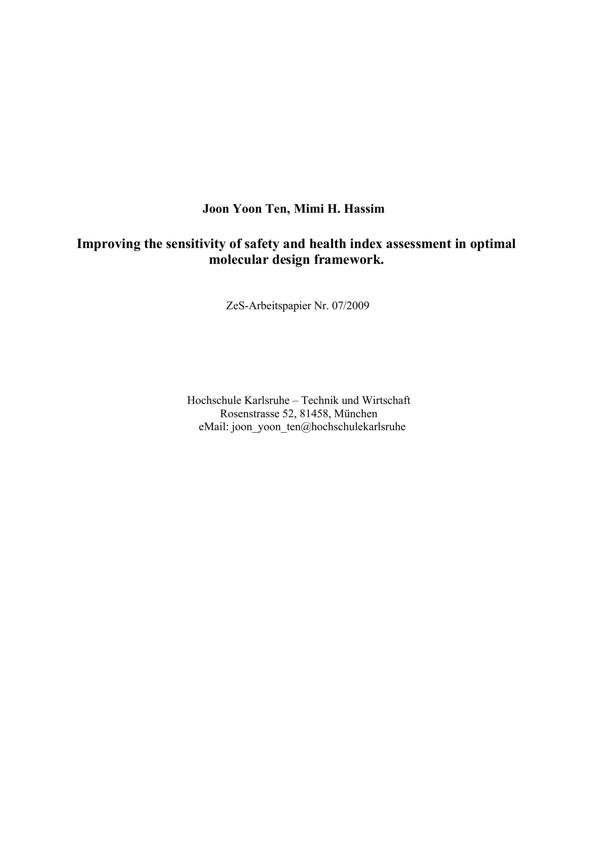 Joon Yoon Ten, Mimi H. Hassim
Improving the sensitivity of safety and health index assessment in optimal
molecular design framework.
ZeS-Arbeitspapier Nr. 07/2009
Hochschule Karlsruhe – Technik und Wirtschaft
Rosenstrasse 52, 81458, München
eMail: joon_yoon_ten@hochschulekarlsruhe